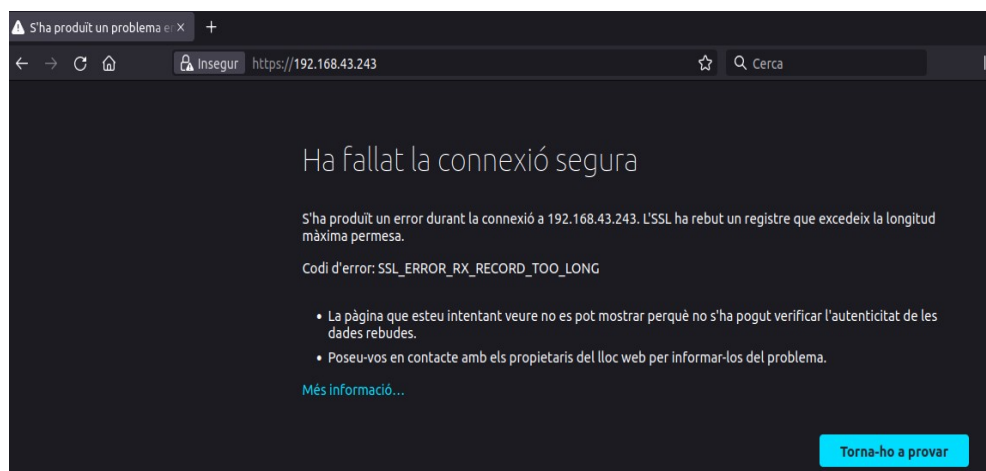 S'ha produït un problema e
Insegur https://192.168.43.243 Cerca
Ha fallat la connexió segura
S'ha produït un error durant la connexió a 192.168.43.243. L'SSL ha rebut un registre que excedeix la longitud
màxima permesa.
Codi d'error: SSL_ERROR_RX_RECORD_TOO_LONG
• La pàgina que esteu intentant veure no es pot mostrar perquè no s'ha pogut verificar l'autenticitat de les
dades rebudes.
• Poseu-vos en contacte amb els propietaris del lloc web per informar-los del problema.
Més informació…
Torna-ho a provar